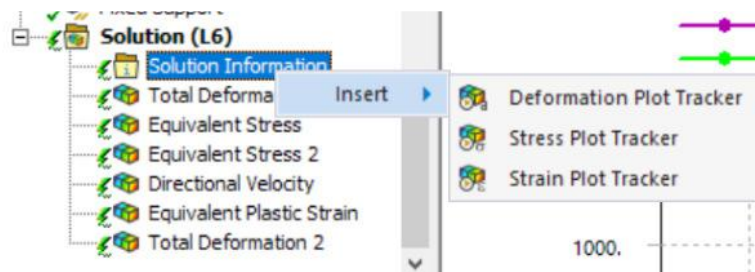 Fixed Support
Solution (L6)
Solution Information
Total Deforma
Insert
Deformation Plot Tracker
Equivalent Stress
Stress Plot Tracker
Equivalent Stress 2
Strain Plot Tracker
Directional Velocity
Equivalent Plastic Strain
Total Deformation 2
1000.